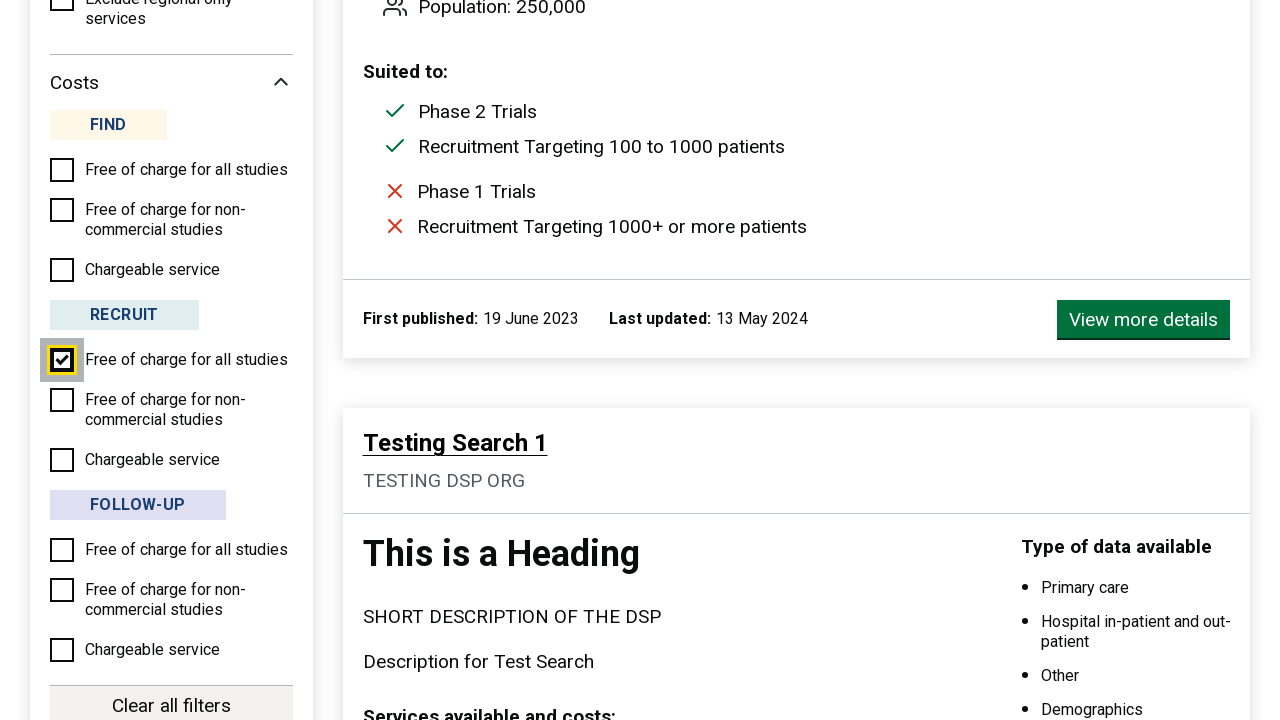 Exclude regional only
services
Costs
FIND
Free of charge for all studies
Free of charge for non-
commercial studies
Chargeable service
RECRUIT
Free of charge for all studies
Free of charge for non-
commercial studies
Chargeable service
FOLLOW-UP
Free of charge for all studies
Free of charge for non-
commercial studies
Chargeable service
Clear all filters
Population: 250,000
Suited to:
Phase 2 Trials
Recruitment Targeting 100 to 1000 patients
Phase 1 Trials
Recruitment Targeting 1000+ or more patients
First published: 19 June 2023 Last updated: 13 May 2024
View more details
Testing Search 1
TESTING DSP ORG
This is a Heading
SHORT DESCRIPTION OF THE DSP
Description for Test Search
Services available and costs:
Type of data available
Primary care
Hospital in-patient and out-
patient
Other
Demographics